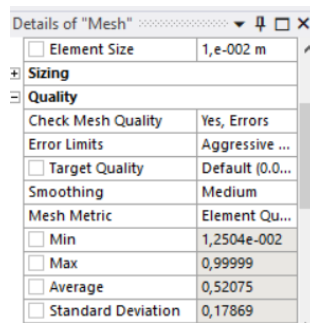 Details of "Mesh"
Element Size 1,e-002 m
Sizing
Quality
Check Mesh Quality Yes, Errors
Error Limits Aggressive ...
Target Quality Default (0.0...
Smoothing Medium
Mesh Metric Element Qu...
Min 1,2504e-002
Max 0,99999
Average 0,52075
Standard Deviation 0,17869